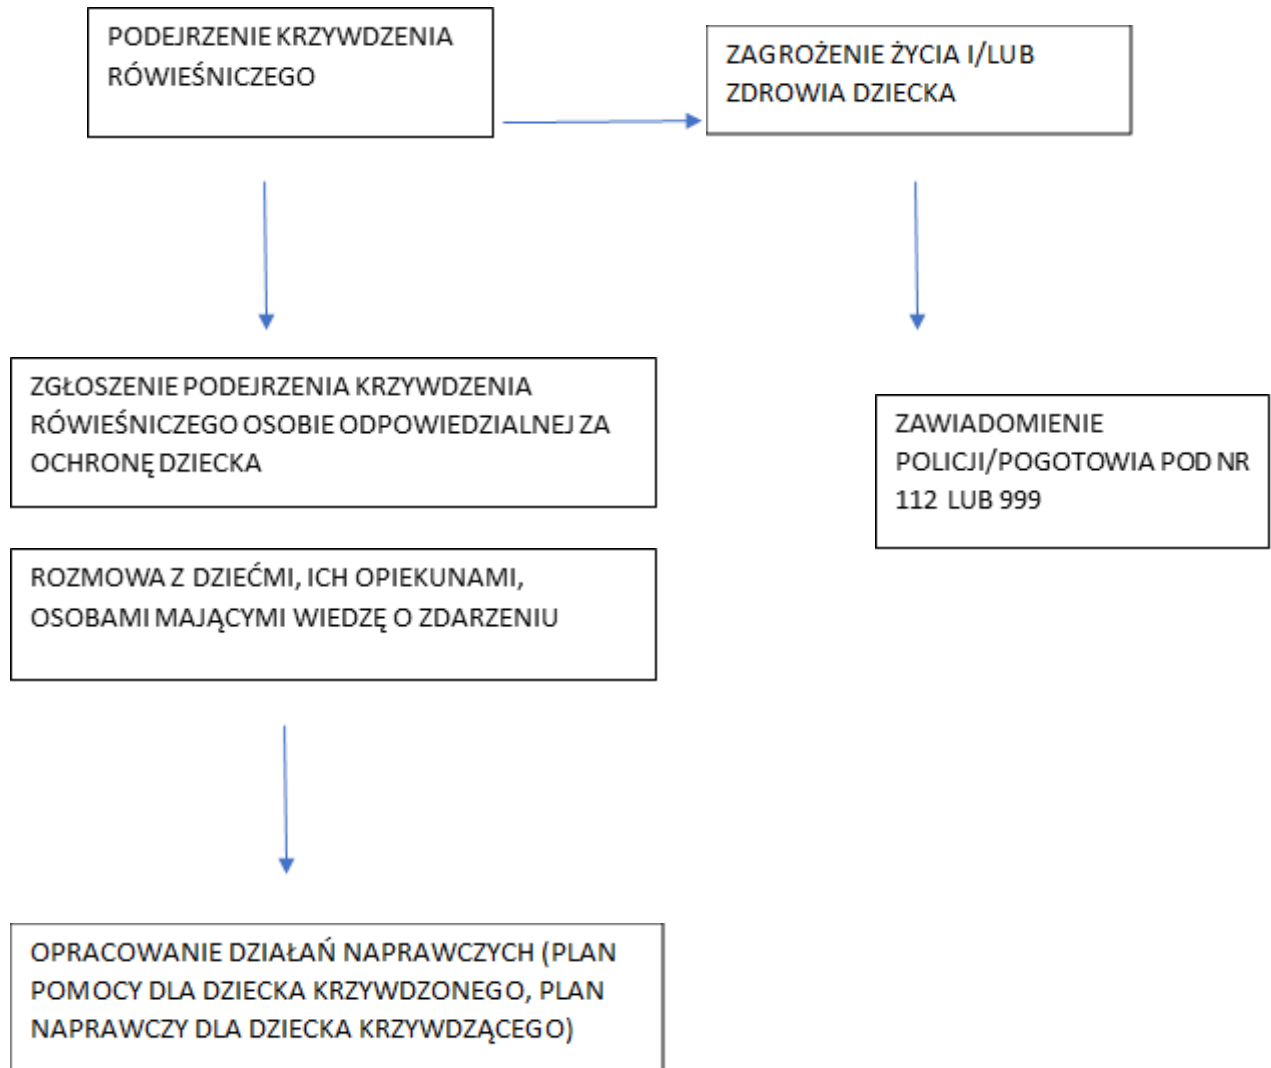 PODEJRZENIE KRZYWDZENIA
RÓWIEŚNICZEGO
ZAGROŻENIE ŻYCIA I/LUB
ZDROWIA DZIECKA
ZGŁOSZENIE PODEJRZENIA KRZYWDZENIA
RÓWIEŚNICZEGO OSOBIE ODPOWIEDZIALNEJ ZA
OCHRONĘ DZIECKA
ZAWIADOMIENIE
POLICJI/POGOTOWIA POD NR
112 LUB 999
ROZMOWA Z DZIEĆMI, ICH OPIEKUNAMI,
OSOBAMI MAJĄCYMI WIEDZĘ O ZDARZENIU
OPRACOWANIE DZIAŁAŃ NAPRAWCZYCH (PLAN
POMOCY DLA DZIECKA KRZYWDZONEGO, PLAN
NAPRAWCZY DLA DZIECKA KRZYWDZĄCEGO)